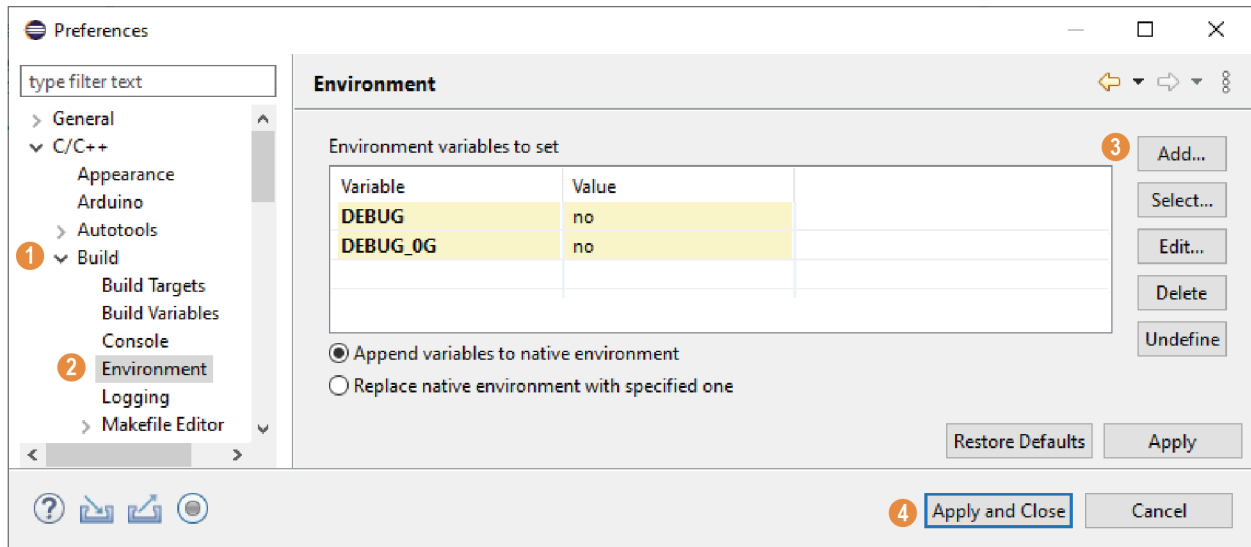 Preferences
type filter text
General
C/C++
Appearance
Arduino
Autotools
1 Build
Build Targets
Build Variables
Console
2 Environment
Logging
Makefile Editor
Environment
Environment variables to set
Variable Value
DEBUG no
DEBUG_0G no
Append variables to native environment
Replace native environment with specified one
3 Add...
Select...
Edit...
Delete
Undefine
Restore Defaults Apply
4 Apply and Close Cancel